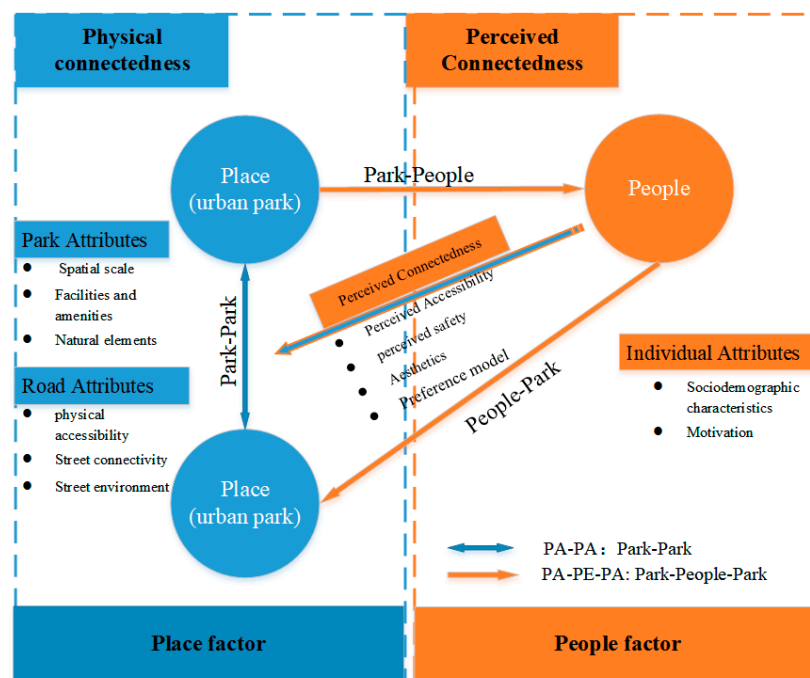 Physical
connectedness
Perceived
Connectedness
Place
(urban park)
Park-People
People
Park Attributes
Spatial scale
Facilities and
amenities
Natural elements
Park-Park
Perceived Connectedness
Perceived Accessibility
perceived safety
Aesthetics
Preference model
People-Park
Road Attributes
physical
accessibility
Street connectivity
Street environment
Individual Attributes
Sociodemographic
characteristics
Motivation
Place
(urban park)
PA-PA：Park-Park
PA-PE-PA: Park-People-Park
Place factor
People factor